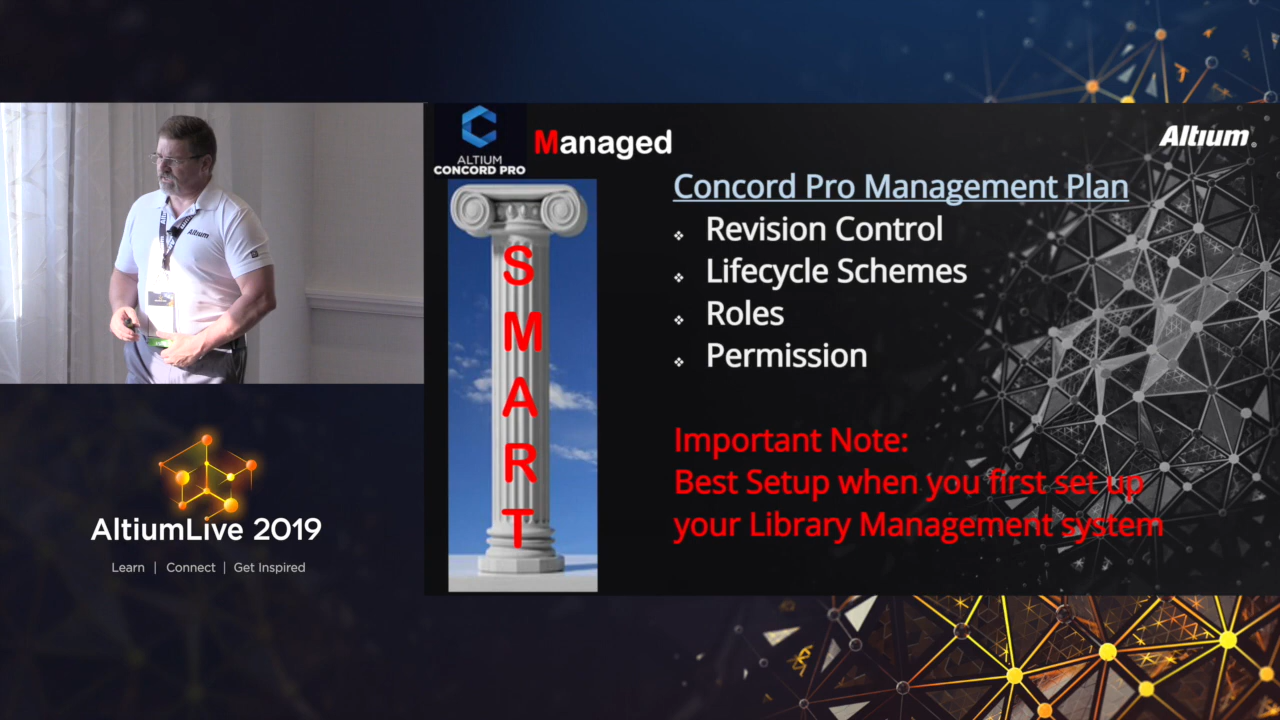 ALTIUM
CONCORD PRO
Managed
Altium
Concord Pro Management Plan
Revision Control
Lifecycle Schemes
Roles
Permission
Important Note:
Best Setup when you first set up
your Library Management system
S
M
A
R
T
Altium
AltiumLive 2019
Learn | Connect | Get Inspired